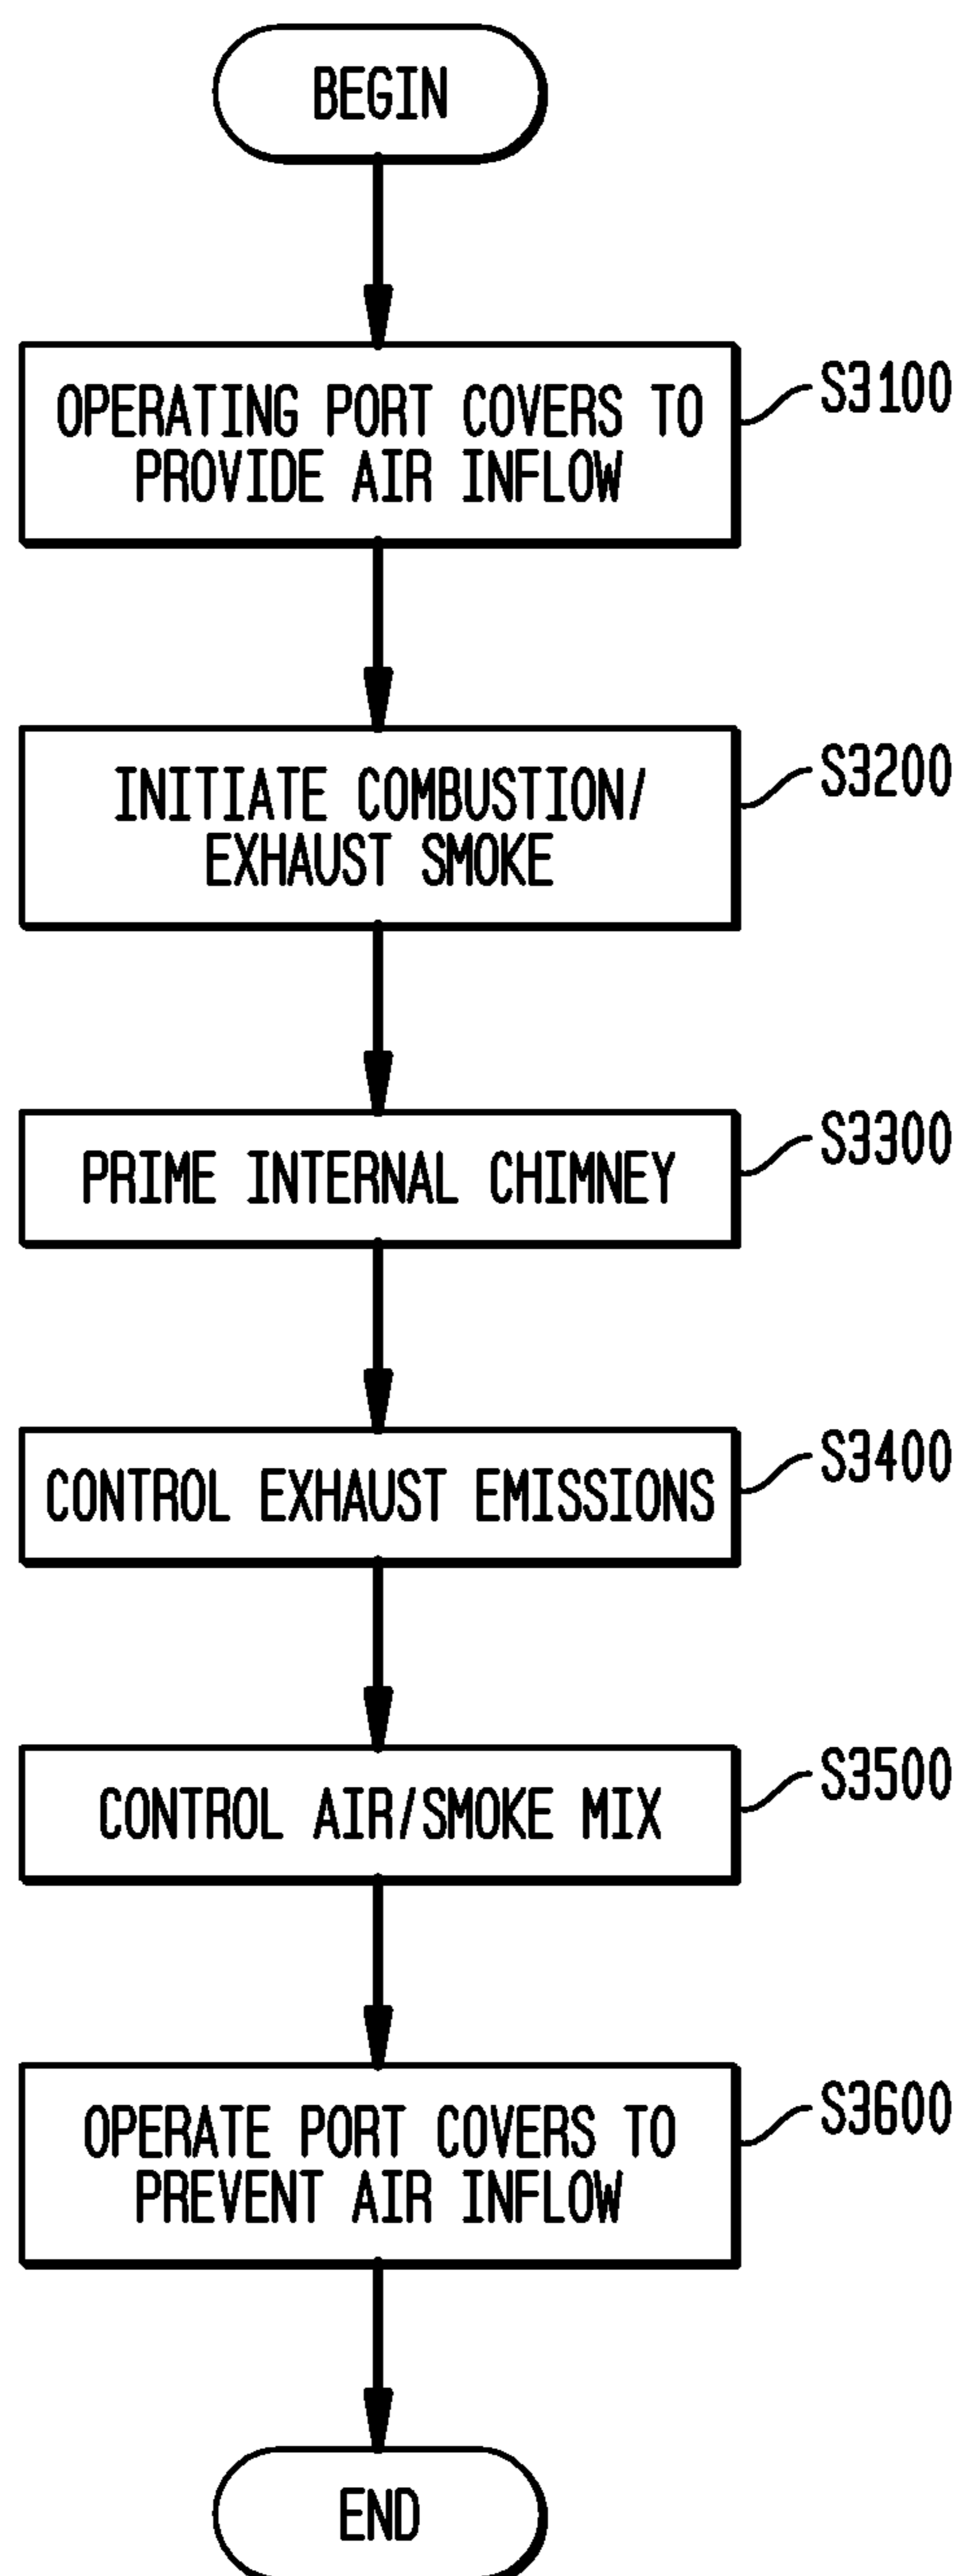 BEGIN
OPERATING PORT COVERS TO
PROVIDE AIR INFLOW
S3100
INITIATE COMBUSTION/
EXHAUST SMOKE
S3200
PRIME INTERNAL CHIMNEY
S3300
CONTROL EXHAUST EMISSIONS
S3400
CONTROL AIR/SMOKE MIX
S3500
OPERATE PORT COVERS TO
PREVENT AIR INFLOW
S3600
END